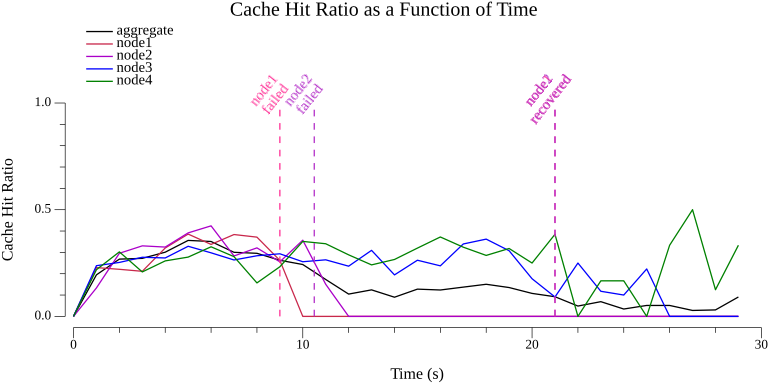 Cache Hit Ratio as a Function of Time
aggregate
node1
node2
node3
node4
node1
failed
node2
failed
recovered
1.0
0.5
0.0
Cache Hit Ratio
0
10
20
30
Time (s)